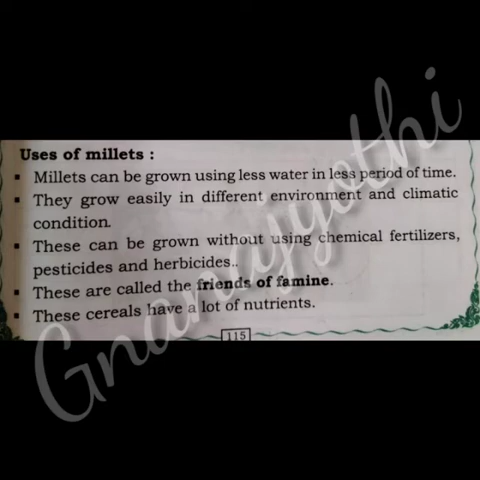 Uses of millets :
▪ Millets can be grown using less water in less period of time.
▪ They grow easily in different environment and climatic
condition.
▪ These can be grown without using chemical fertilizers,
pesticides and herbicides..
▪ These are called the friends of famine.
▪ These cereals have a lot of nutrients.
115
Gnanajyothi